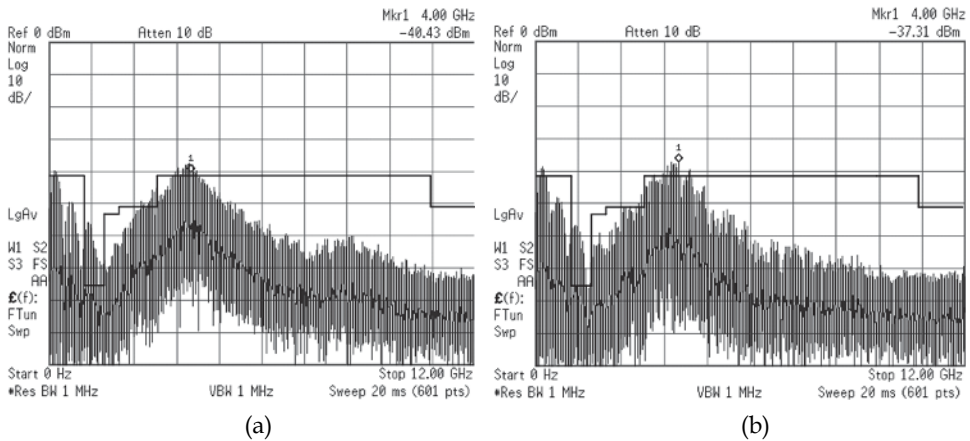 Mkr1 4.00 GHz
Ref 0 dBm Atten 10 dB -40.43 dBm
Norm
Log
10
dB/
1
LgAv
W1 S2
S3 FS
AA
£(f):
FTun
Swp
Start 0 Hz Stop 12.00 GHz
*Res BW 1 MHz VBW 1 MHz Sweep 20 ms (601 pts)
(a)
Mkr1 4.00 GHz
Ref 0 dBm Atten 10 dB -37.31 dBm
Norm
Log
10
dB/
1
LgAv
W1 S2
S3 FS
AA
£(f):
FTun
Swp
Start 0 Hz Stop 12.00 GHz
*Res BW 1 MHz VBW 1 MHz Sweep 20 ms (601 pts)
(b)